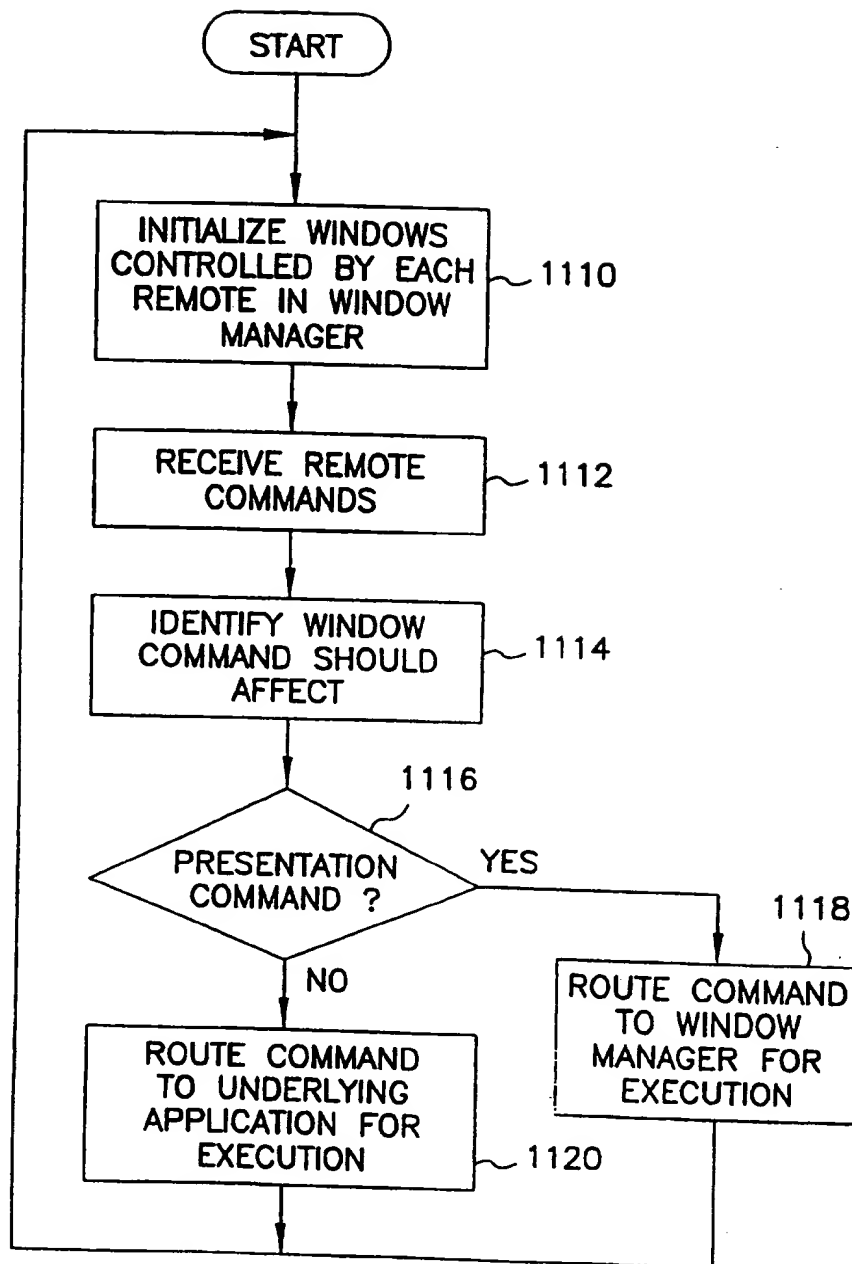 START
INITIALIZE WINDOWS
CONTROLLED BY EACH
REMOTE IN WINDOW
MANAGER
1110
RECEIVE REMOTE
COMMANDS
1112
IDENTIFY WINDOW
COMMAND SHOULD
AFFECT
1114
1116
PRESENTATION
COMMAND ?
YES
NO
1118
ROUTE COMMAND
TO WINDOW
MANAGER FOR
EXECUTION
ROUTE COMMAND
TO UNDERLYING
APPLICATION FOR
EXECUTION
1120